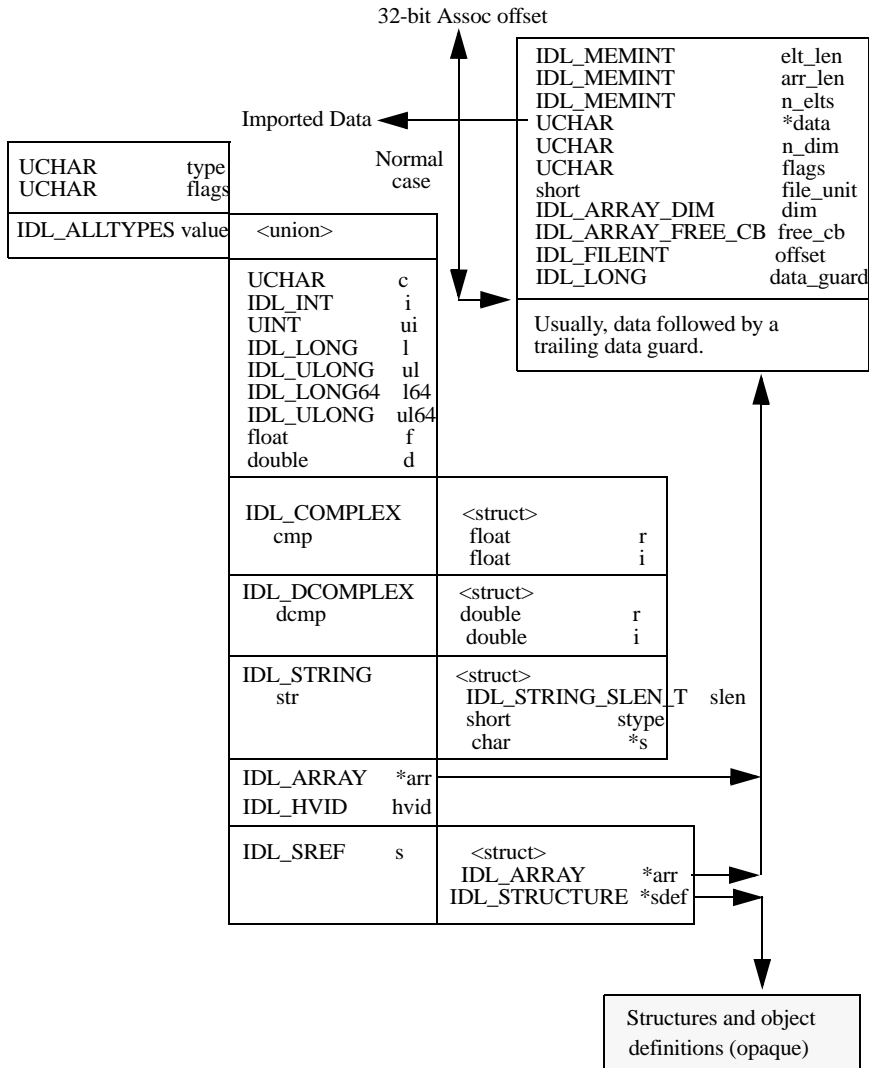 32-bit Assoc offset
IDL_MEMINT elt_len
IDL_MEMINT arr_len
IDL_MEMINT n_elts
UCHAR *data
UCHAR n_dim
UCHAR flags
short file_unit
IDL_ARRAY_DIM dim
IDL_ARRAY_FREE_CB free_cb
IDL_FILEINT offset
IDL_LONG data_guard
Usually, data followed by a
trailing data guard.
Imported Data
Normal
case
UCHAR type
UCHAR flags
IDL_ALLTYPES value
<union>
UCHAR c
IDL_INT i
UINT ui
IDL_LONG l
IDL_ULONG ul
IDL_LONG64 l64
IDL_ULONG ul64
float f
double d
IDL_COMPLEX
cmp
<struct>
float r
float i
IDL_DCOMPLEX
dcmp
<struct>
double r
double i
IDL_STRING
str
<struct>
IDL_STRING_SLEN_T slen
short stype
char *s
IDL_ARRAY *arr
IDL_HVID hvid
IDL_SREF s
<struct>
IDL_ARRAY *arr
IDL_STRUCTURE *sdef
Structures and object
definitions (opaque)